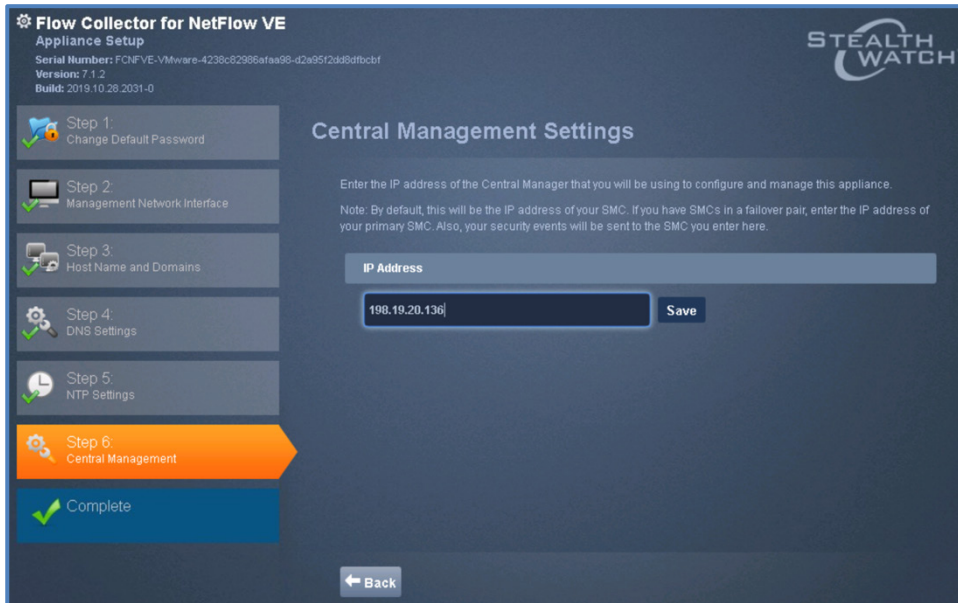 Flow Collector for NetFlow VE
Appliance Setup
Serial Number: FCNFVE-VMware-4238c82986afaa98-d2a95f2dd8dfbcbf
Version: 7.1.2
Build: 2019.10.28.2031-0
STEALTH
WATCH
Step 1:
Change Default Password
Step 2:
Management Network Interface
Step 3:
Host Name and Domains
Step 4:
DNS Settings
Step 5:
NTP Settings
Step 6:
Central Management
Complete
Central Management Settings
Enter the IP address of the Central Manager that you will be using to configure and manage this appliance.
Note: By default, this will be the IP address of your SMC. If you have SMCs in a failover pair, enter the IP address of
your primary SMC. Also, your security events will be sent to the SMC you enter here.
IP Address
198.19.20.136
Save
Back